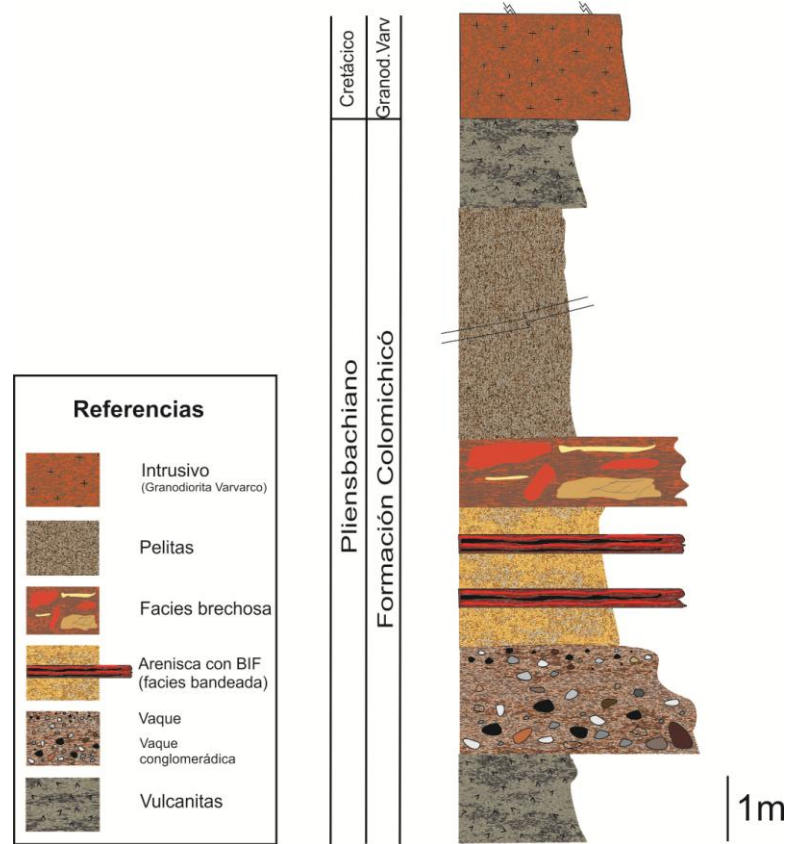 Cretácico
Granod.Varv
Pliensbachiano
Formación Colomichicó
Referencias
Intrusivo
(Granodiorita Varvarco)
Pelitas
Facies brechosa
Arenisca con BIF
(facies bandeada)
Vaque
Vaque
conglomerádica
Vulcanitas
1m